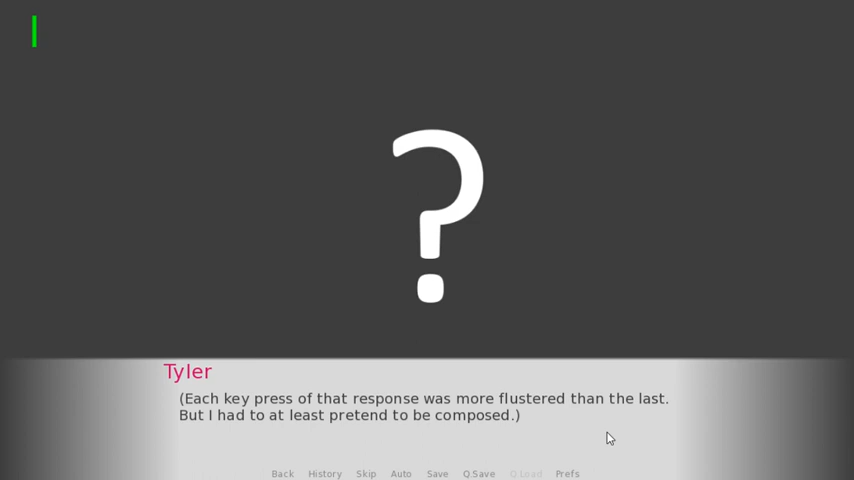 ?
Tyler
(Each key press of that response was more flustered than the last.
But I had to at least pretend to be composed.)
Back History Skip Auto Save Q.Save Q.Load Prefs